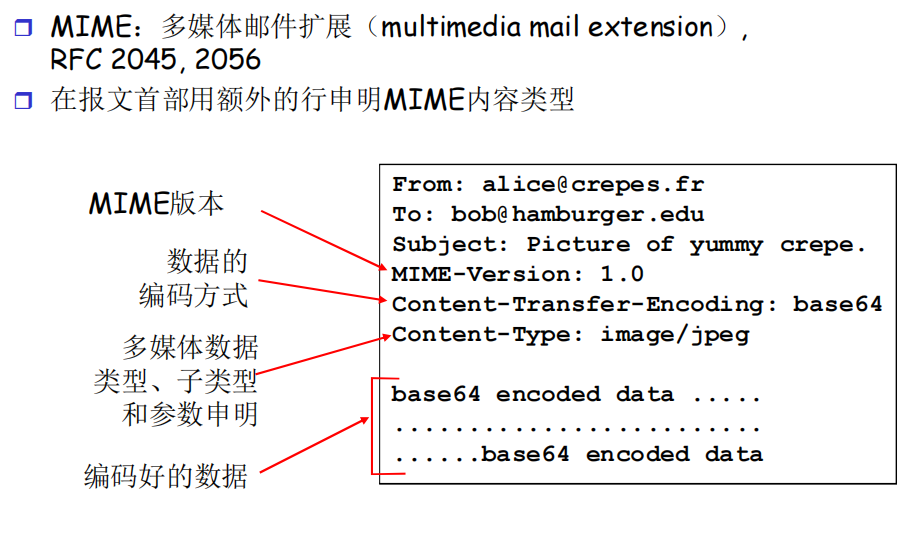 MIME：多媒体邮件扩展（multimedia mail extension）,
RFC 2045, 2056
在报文首部用额外的行申明MIME内容类型
MIME版本
数据的
编码方式
多媒体数据
类型、子类型
和参数申明
编码好的数据
From: alice@crepes.fr
To: bob@hamburger.edu
Subject: Picture of yummy crepe.
MIME-Version: 1.0
Content-Transfer-Encoding: base64
Content-Type: image/jpeg
base64 encoded data .....
.........................
......base64 encoded data